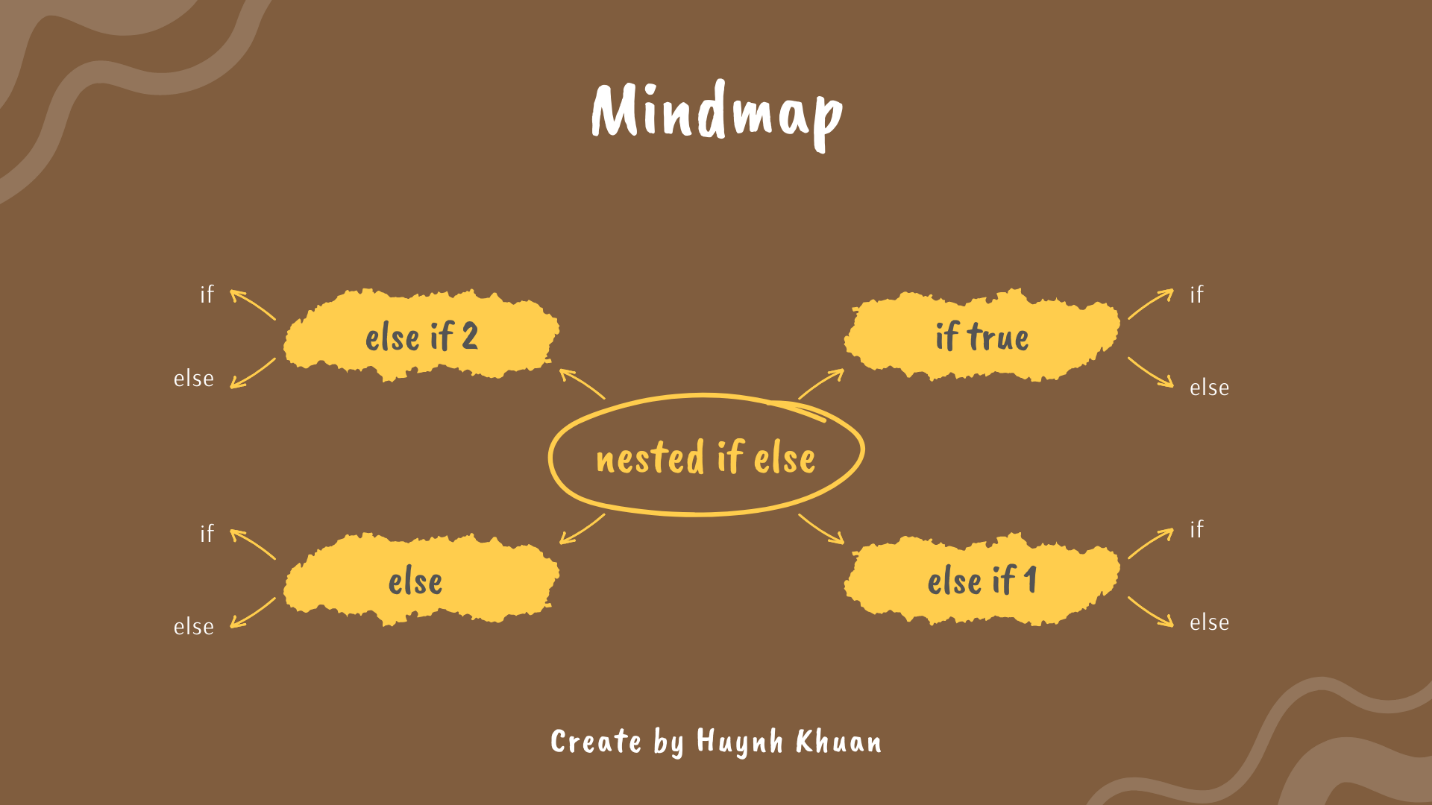 Mindmap
if
else if 2
else
if true
if
else
nested if else
if
else
else
else if 1
if
else
Create by Huynh Khuan